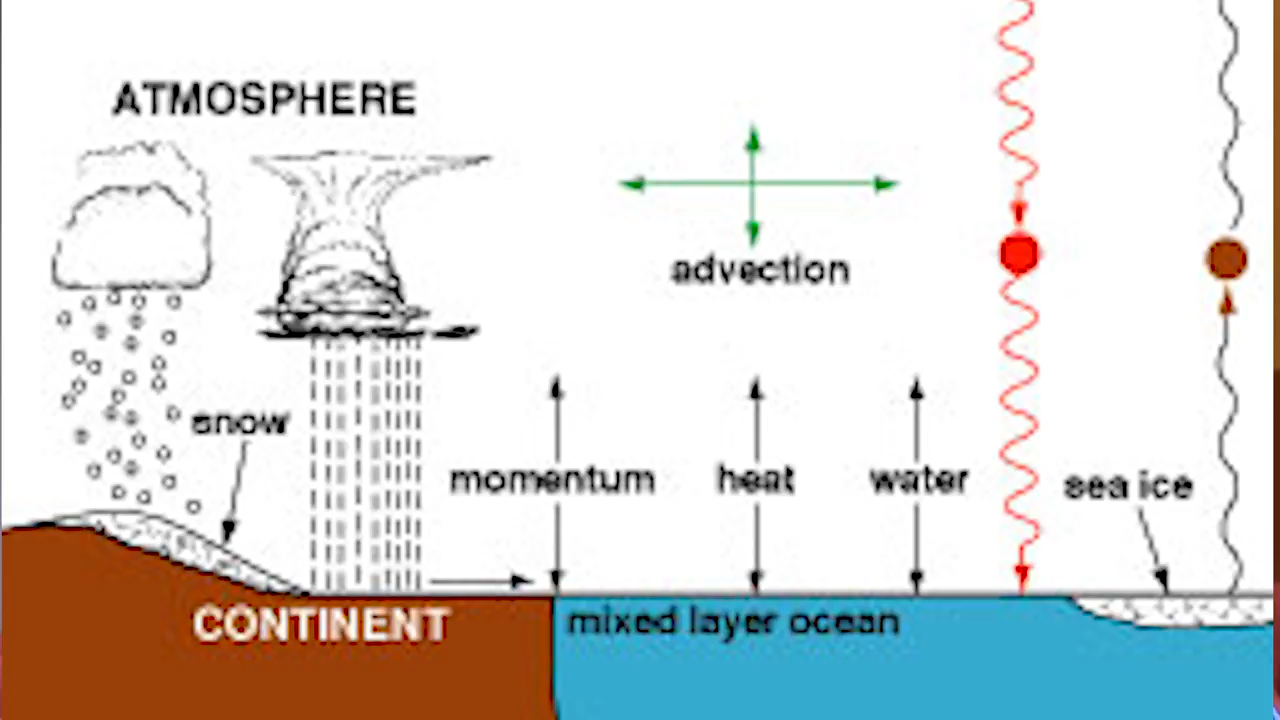 ATMOSPHERE
advection
snow
momentum
heat
water
sea ice
CONTINENT
mixed layer ocean